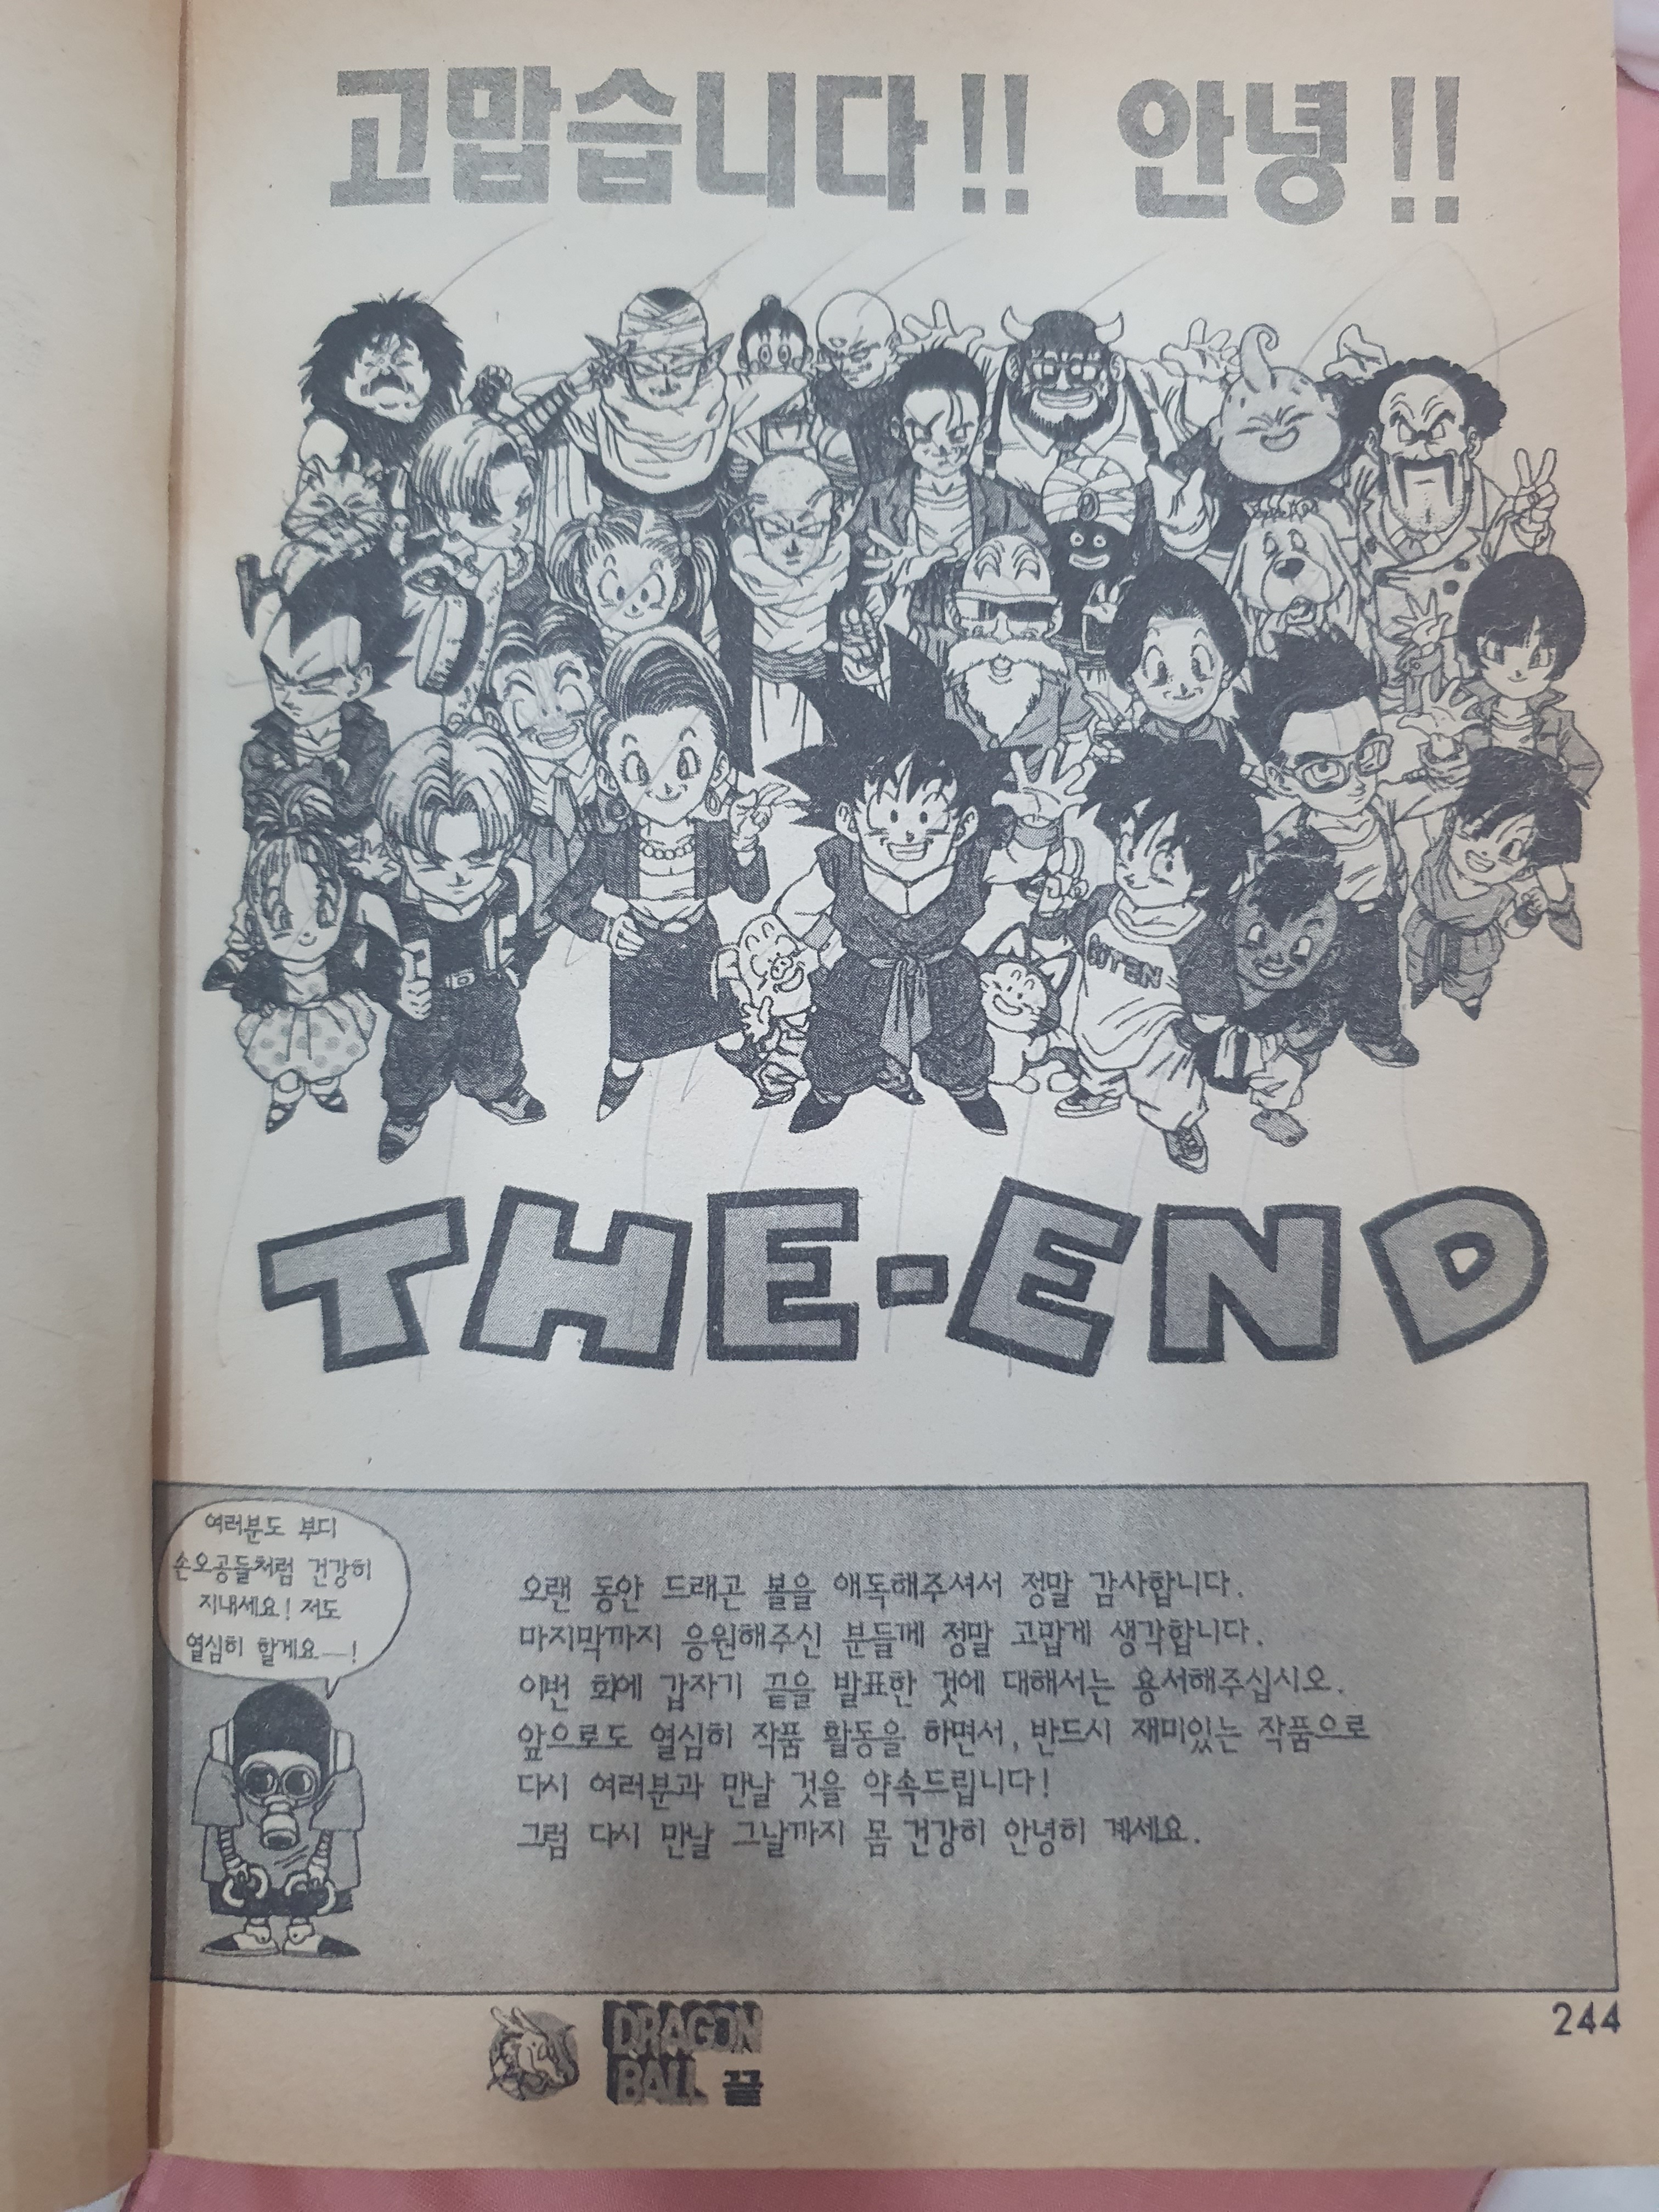 고맙습니다!! 안녕!!
THE-END
여러분도 부디
손오공들처럼 건강히
지내세요! 저도
열심히 할게요―!
오랜 동안 드래곤 볼을 애독해주셔서 정말 감사합니다.
마지막까지 응원해주신 분들께 정말 고맙게 생각합니다.
이번 회에 갑자기 끝을 발표한 것에 대해서는 용서해주십시오.
앞으로도 열심히 작품 활동을 하면서, 반드시 재미있는 작품으로
다시 여러분과 만날 것을 약속드립니다!
그럼 다시 만날 그날까지 몸 건강히 안녕히 계세요.
244
DRAGON
BALL 끝